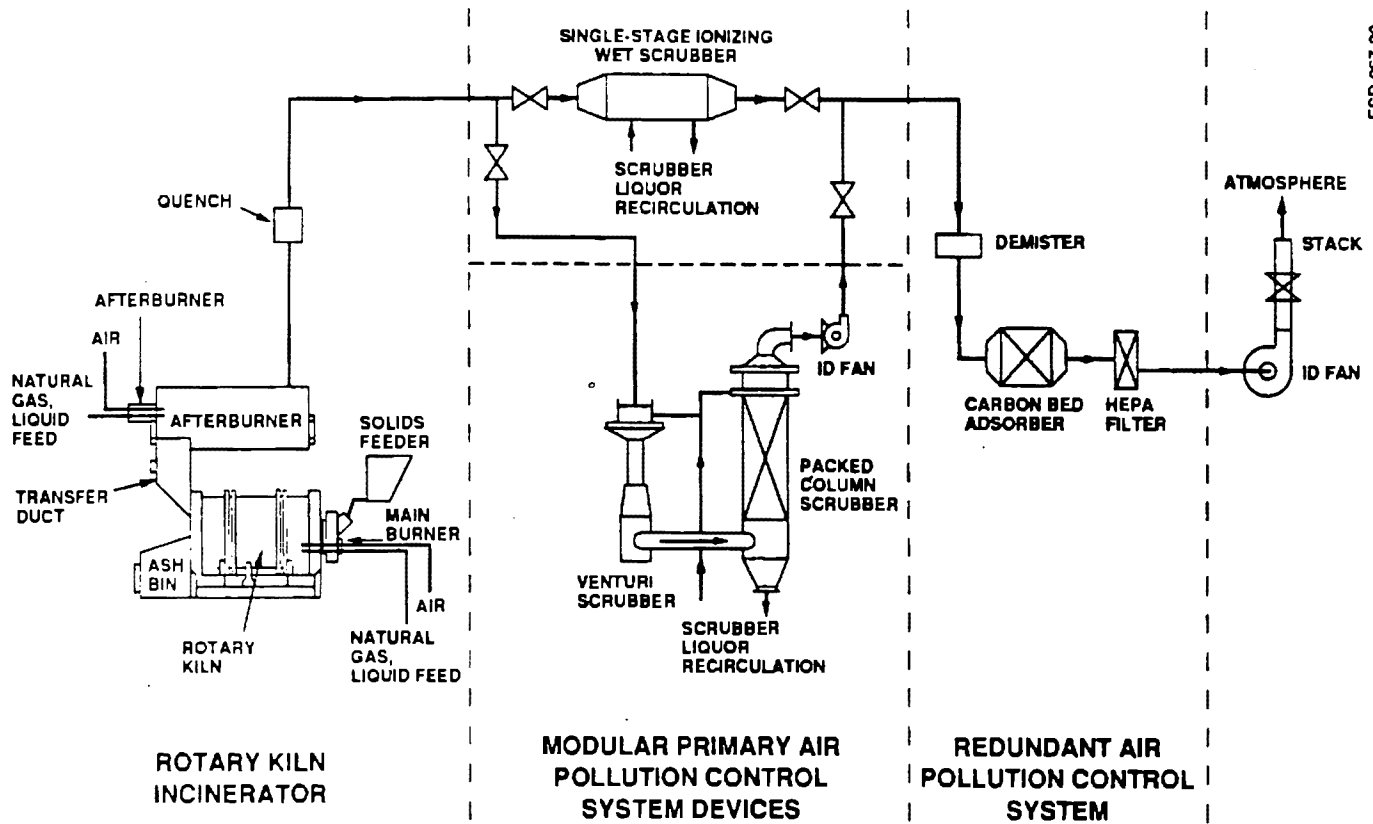 SINGLE-STAGE IONIZING
WET SCRUBBER
SCRUBBER
LIQUOR
RECIRCULATION
QUENCH
ATMOSPHERE
STACK
DEMISTER
AFTERBURNER
AIR
NATURAL
GAS,
LIQUID
FEED
AFTERBURNER
SOLIDS
FEEDER
TRANSFER
DUCT
MAIN
BURNER
ASH
BIN
AIR
ROTARY
KILN
NATURAL
GAS,
LIQUID FEED
ID FAN
PACKED
COLUMN
SCRUBBER
VENTURI
SCRUBBER
SCRUBBER
LIQUOR
RECIRCULATION
CARBON BED
ADSORBER
HEPA
FILTER
ID FAN
ROTARY KILN
INCINERATOR
MODULAR PRIMARY AIR
POLLUTION CONTROL
SYSTEM DEVICES
REDUNDANT AIR
POLLUTION CONTROL
SYSTEM